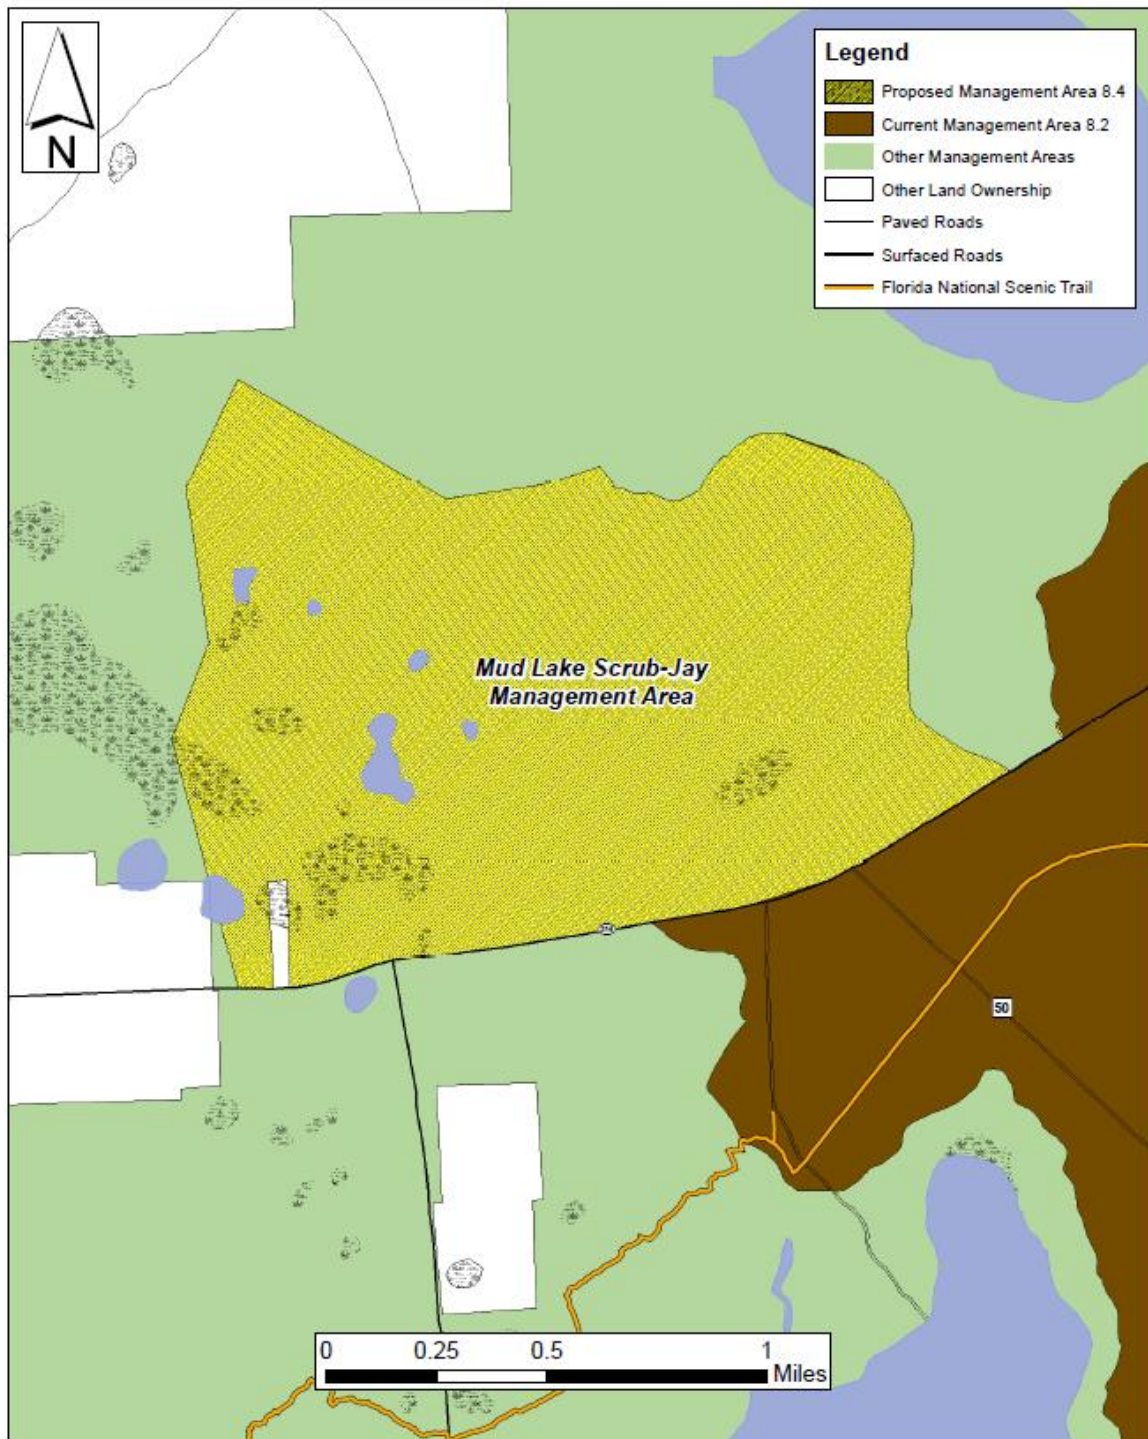 N
Legend
Proposed Management Area 8.4
Current Management Area 8.2
Other Management Areas
Other Land Ownership
Paved Roads
Surfaced Roads
Florida National Scenic Trail
Mud Lake Scrub-Jay
Management Area
50
0 0.25 0.5 1
Miles